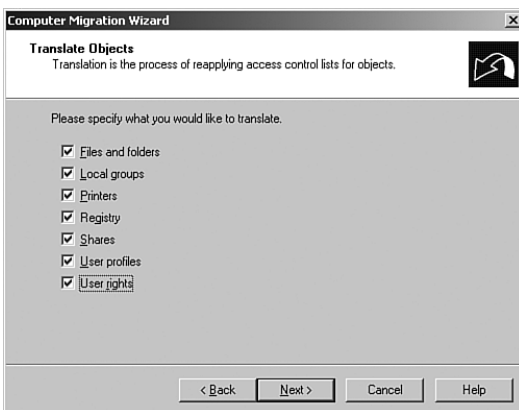 Computer Migration Wizard
Translate Objects
Translation is the process of reapplying access control lists for objects.
Please specify what you would like to translate.
Files and folders
Local groups
Printers
Registry
Shares
User profiles
User rights
< Back
Next >
Cancel
Help